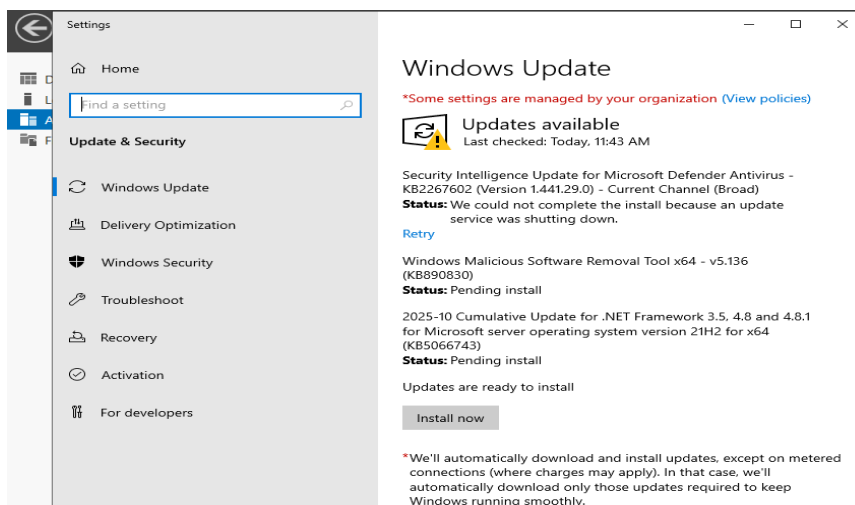 Settings
Home
Find a setting
Update & Security
Windows Update
Delivery Optimization
Windows Security
Troubleshoot
Recovery
Activation
For developers
D
L
A
F
Windows Update
*Some settings are managed by your organization (View policies)
Updates available
Last checked: Today, 11:43 AM
Security Intelligence Update for Microsoft Defender Antivirus -
KB2267602 (Version 1.441.29.0) - Current Channel (Broad)
Status: We could not complete the install because an update
service was shutting down.
Retry
Windows Malicious Software Removal Tool x64 - v5.136
(KB890830)
Status: Pending install
2025-10 Cumulative Update for .NET Framework 3.5, 4.8 and 4.8.1
for Microsoft server operating system version 21H2 for x64
(KB5066743)
Status: Pending install
Updates are ready to install
Install now
*We'll automatically download and install updates, except on metered
connections (where charges may apply). In that case, we'll
automatically download only those updates required to keep
Windows running smoothly.